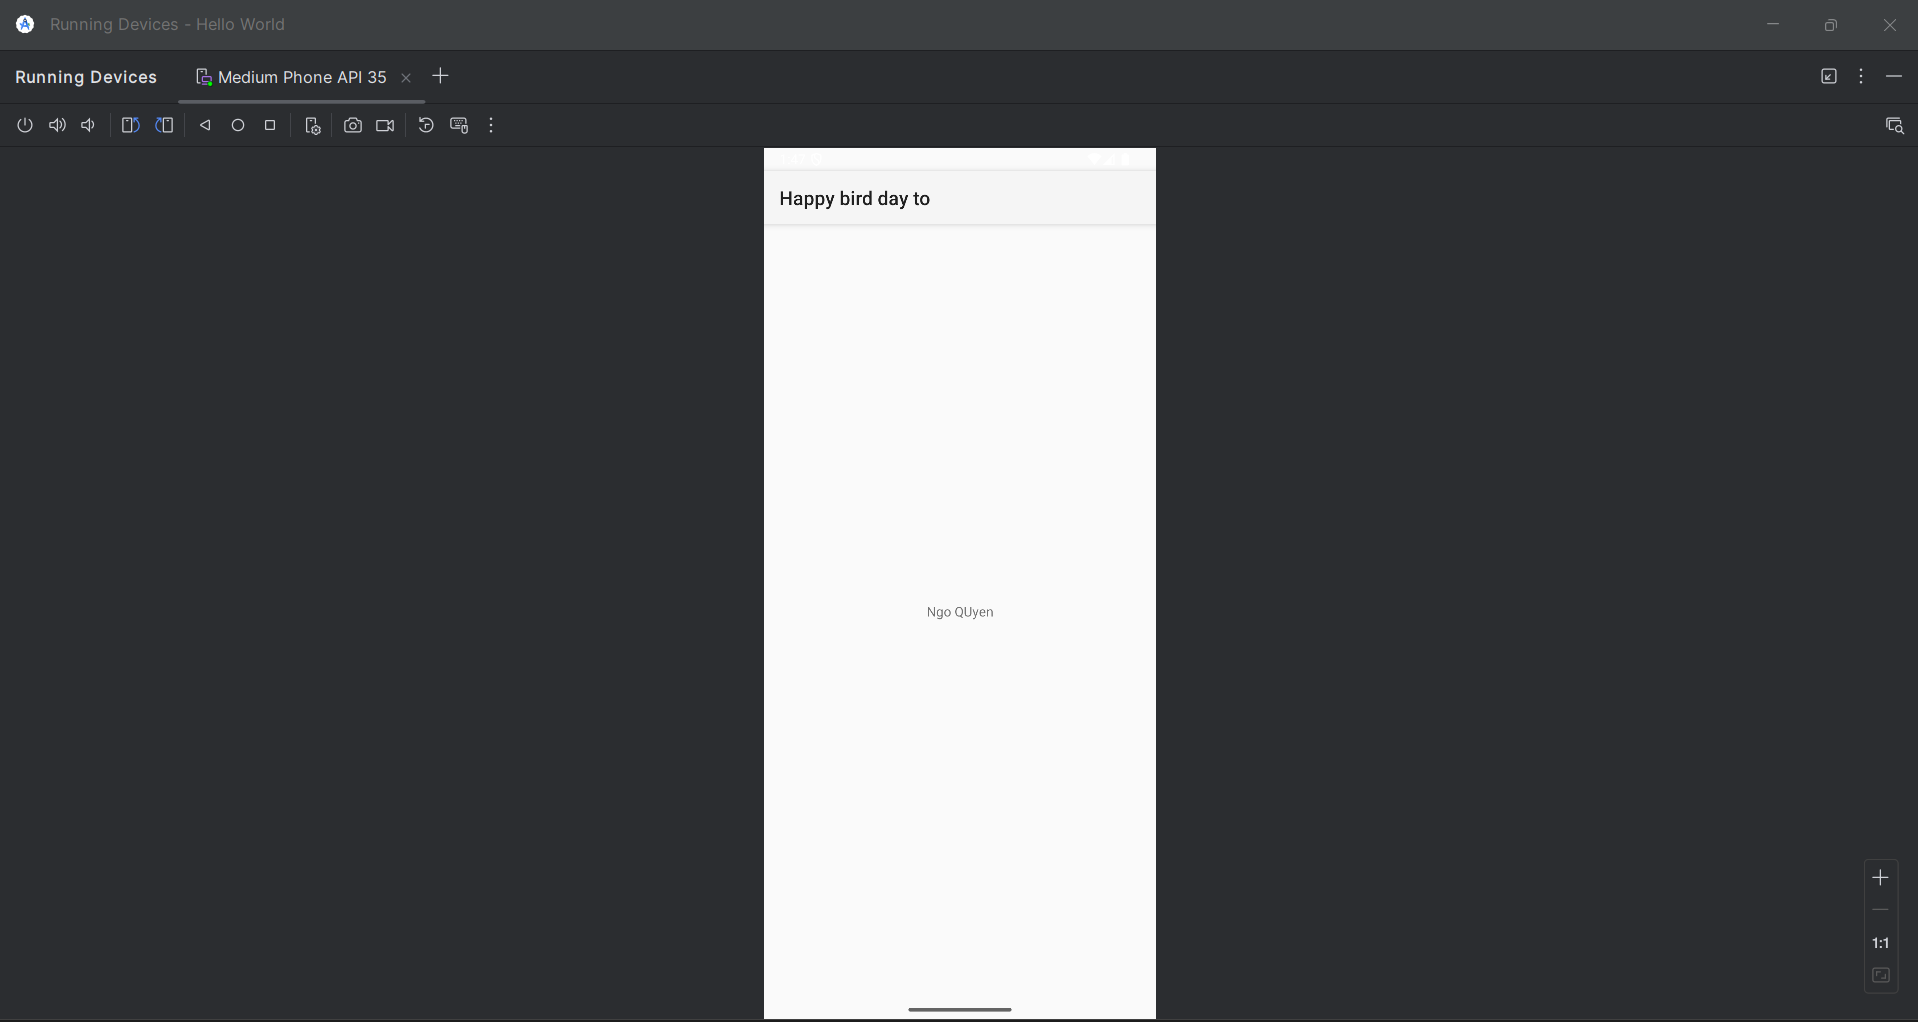 Running Devices - Hello World
Running Devices
Medium Phone API 35
Happy bird day to
Ngo QUyen
1:1